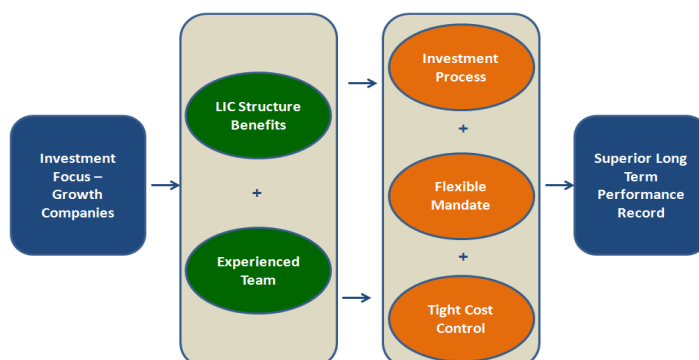 Investment
Focus –
Growth
Companies
LIC Structure
Benefits
+
Experienced
Team
Investment
Process
+
Flexible
Mandate
+
Tight Cost
Control
Superior Long
Term
Performance
Record